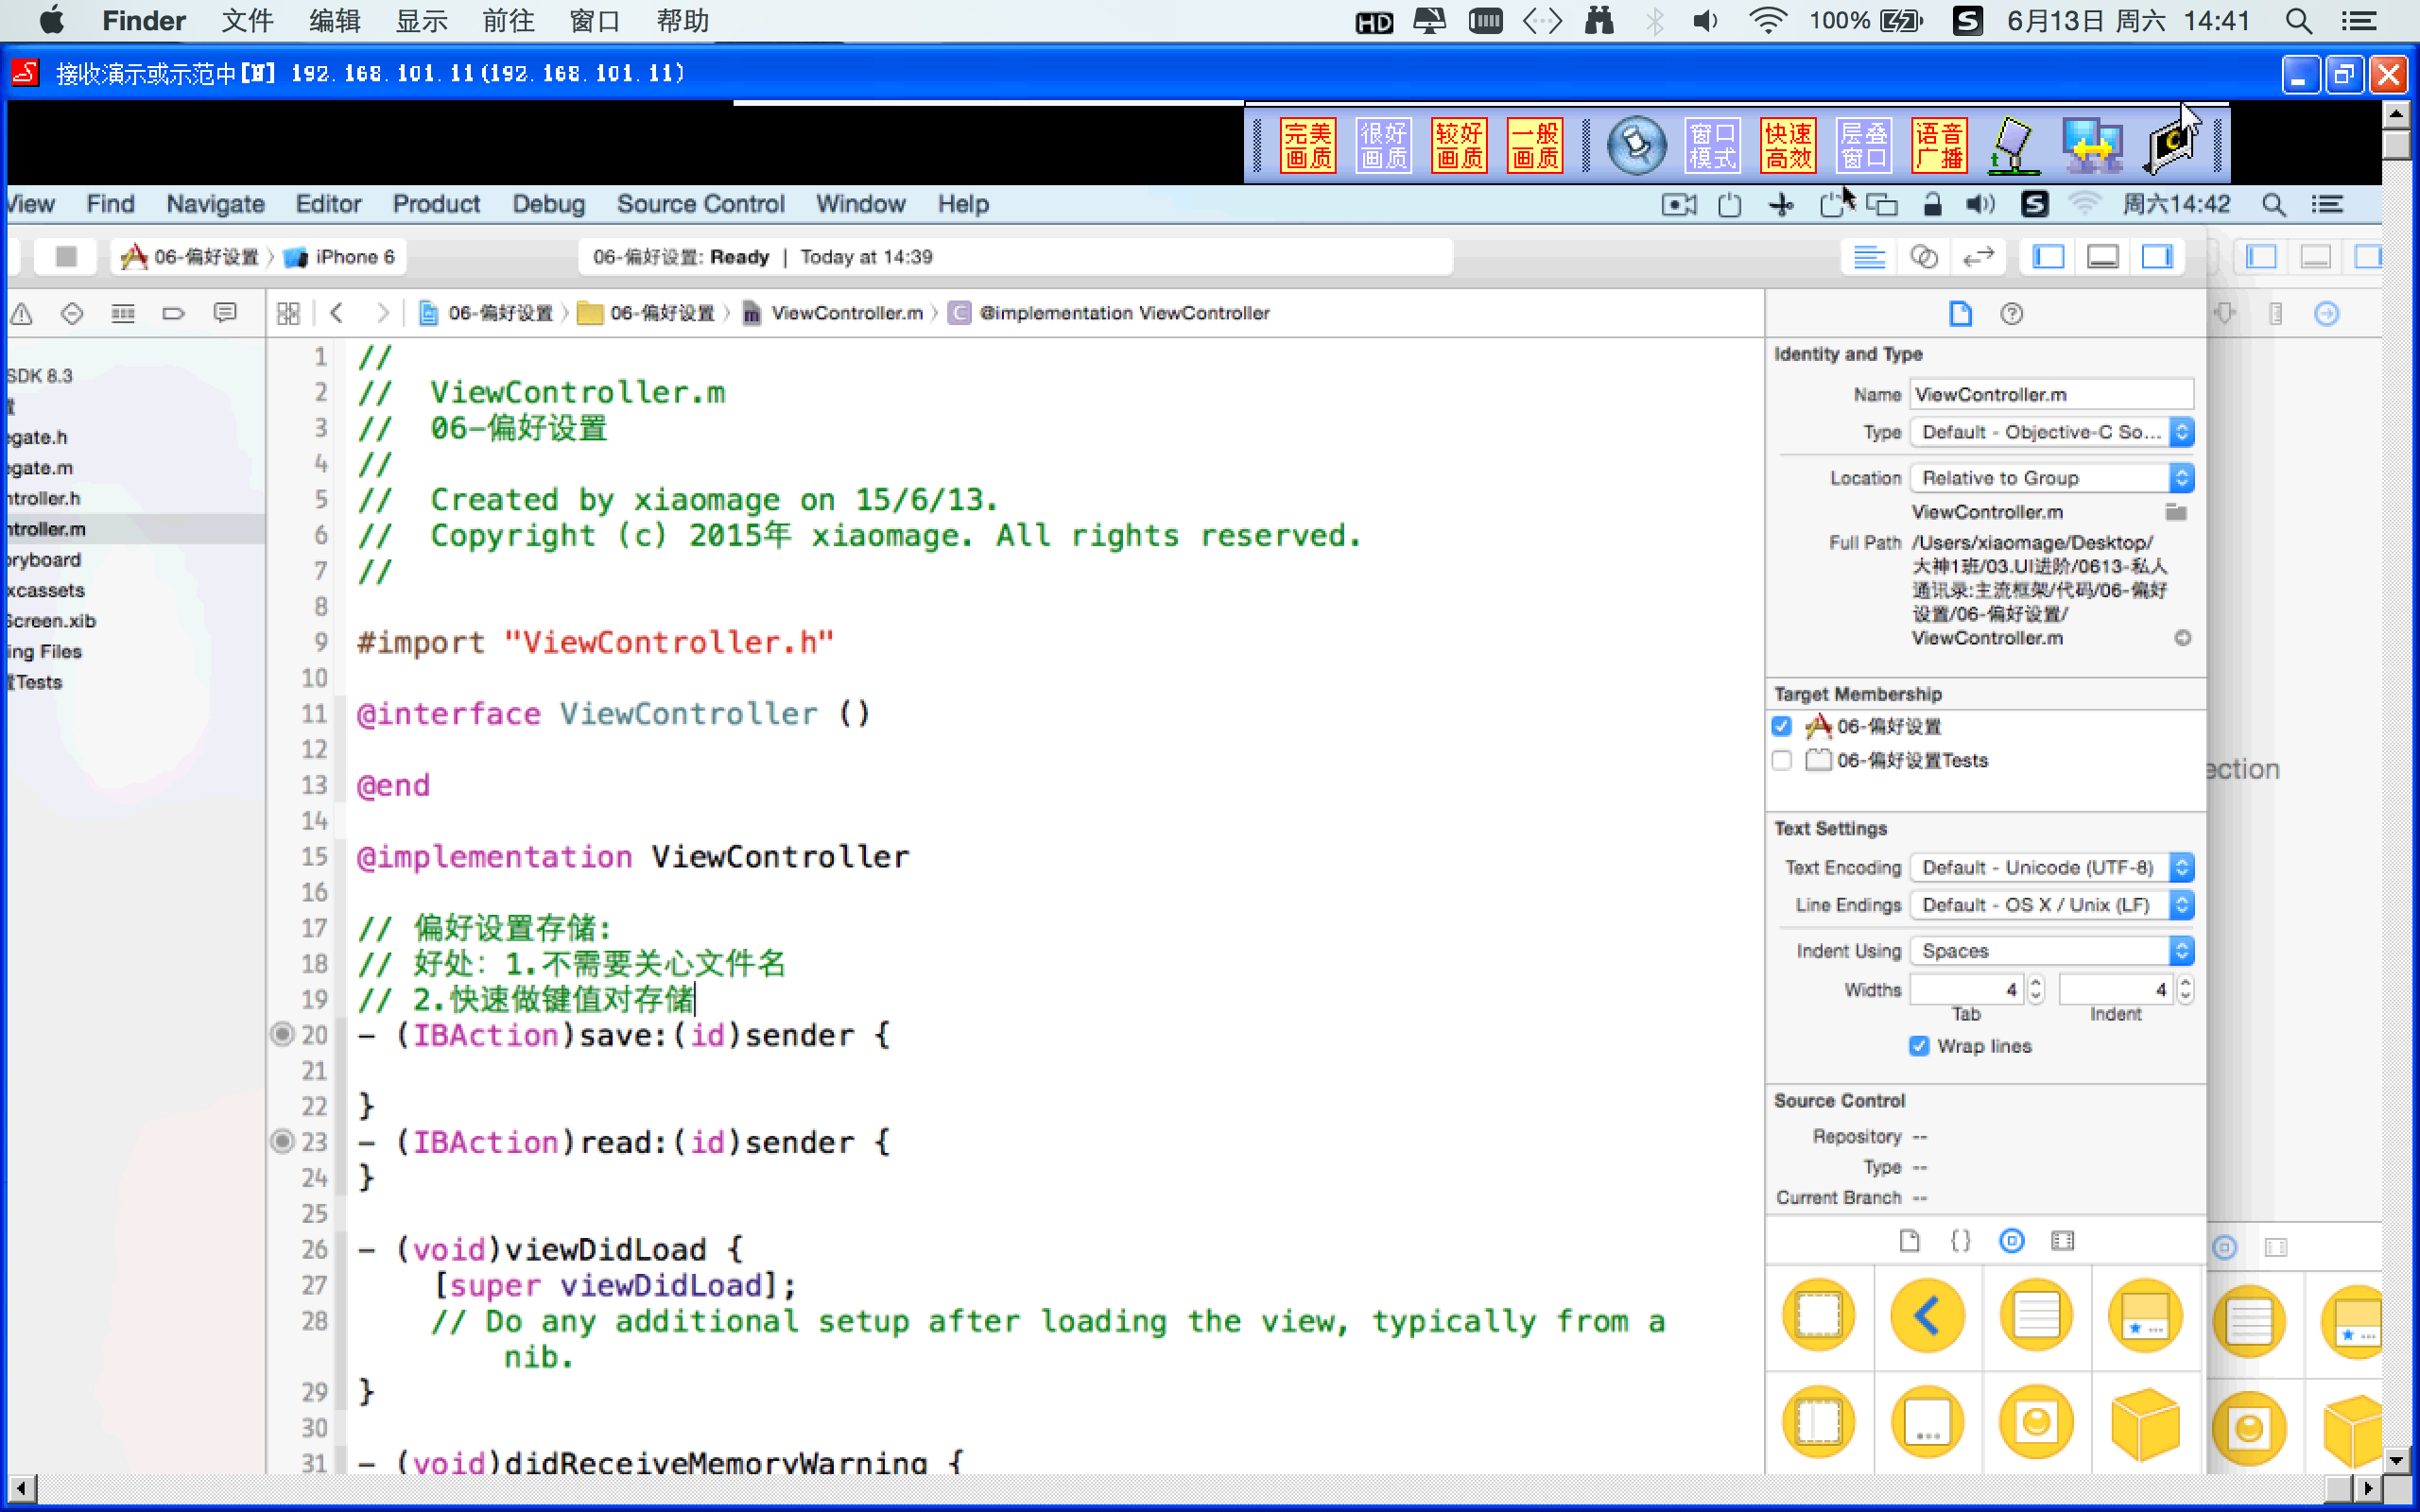 Finder 文件 编辑 显示 前往 窗口 帮助 HD 100% 6月13日 周六 14:41
接收演示或示范中[W] 192.168.101.11(192.168.101.11)
完美画质 很好画质 较好画质 一般画质 窗口模式 快速高效 层叠窗口 语音广播
View Find Navigate Editor Product Debug Source Control Window Help 周六14:42
06-偏好设置 iPhone 6 06-偏好设置: Ready | Today at 14:39
06-偏好设置 06-偏好设置 ViewController.m @implementation ViewController
SDK 8.3
置
egate.h
egate.m
ntroller.h
ntroller.m
oryboard
xcassets
Screen.xib
ing Files
置Tests
1 //
2 //  ViewController.m
3 //  06-偏好设置
4 //
5 //  Created by xiaomage on 15/6/13.
6 //  Copyright (c) 2015年 xiaomage. All rights reserved.
7 //
8
9 #import "ViewController.h"
10
11 @interface ViewController ()
12
13 @end
14
15 @implementation ViewController
16
17 // 偏好设置存储:
18 // 好处: 1.不需要关心文件名
19 // 2.快速做键值对存储
20 - (IBAction)save:(id)sender {
21
22 }
23 - (IBAction)read:(id)sender {
24 }
25
26 - (void)viewDidLoad {
27     [super viewDidLoad];
28     // Do any additional setup after loading the view, typically from a
nib.
29 }
30
31 - (void)didReceiveMemoryWarning {
Identity and Type
Name ViewController.m
Type Default - Objective-C So...
Location Relative to Group
ViewController.m
Full Path /Users/xiaomage/Desktop/
大神1班/03.UI进阶/0613-私人
通讯录:主流框架/代码/06-偏好
设置/06-偏好设置/
ViewController.m
Target Membership
06-偏好设置
06-偏好设置Tests
ection
Text Settings
Text Encoding Default - Unicode (UTF-8)
Line Endings Default - OS X / Unix (LF)
Indent Using Spaces
Widths 4 4
Tab Indent
Wrap lines
Source Control
Repository --
Type --
Current Branch --